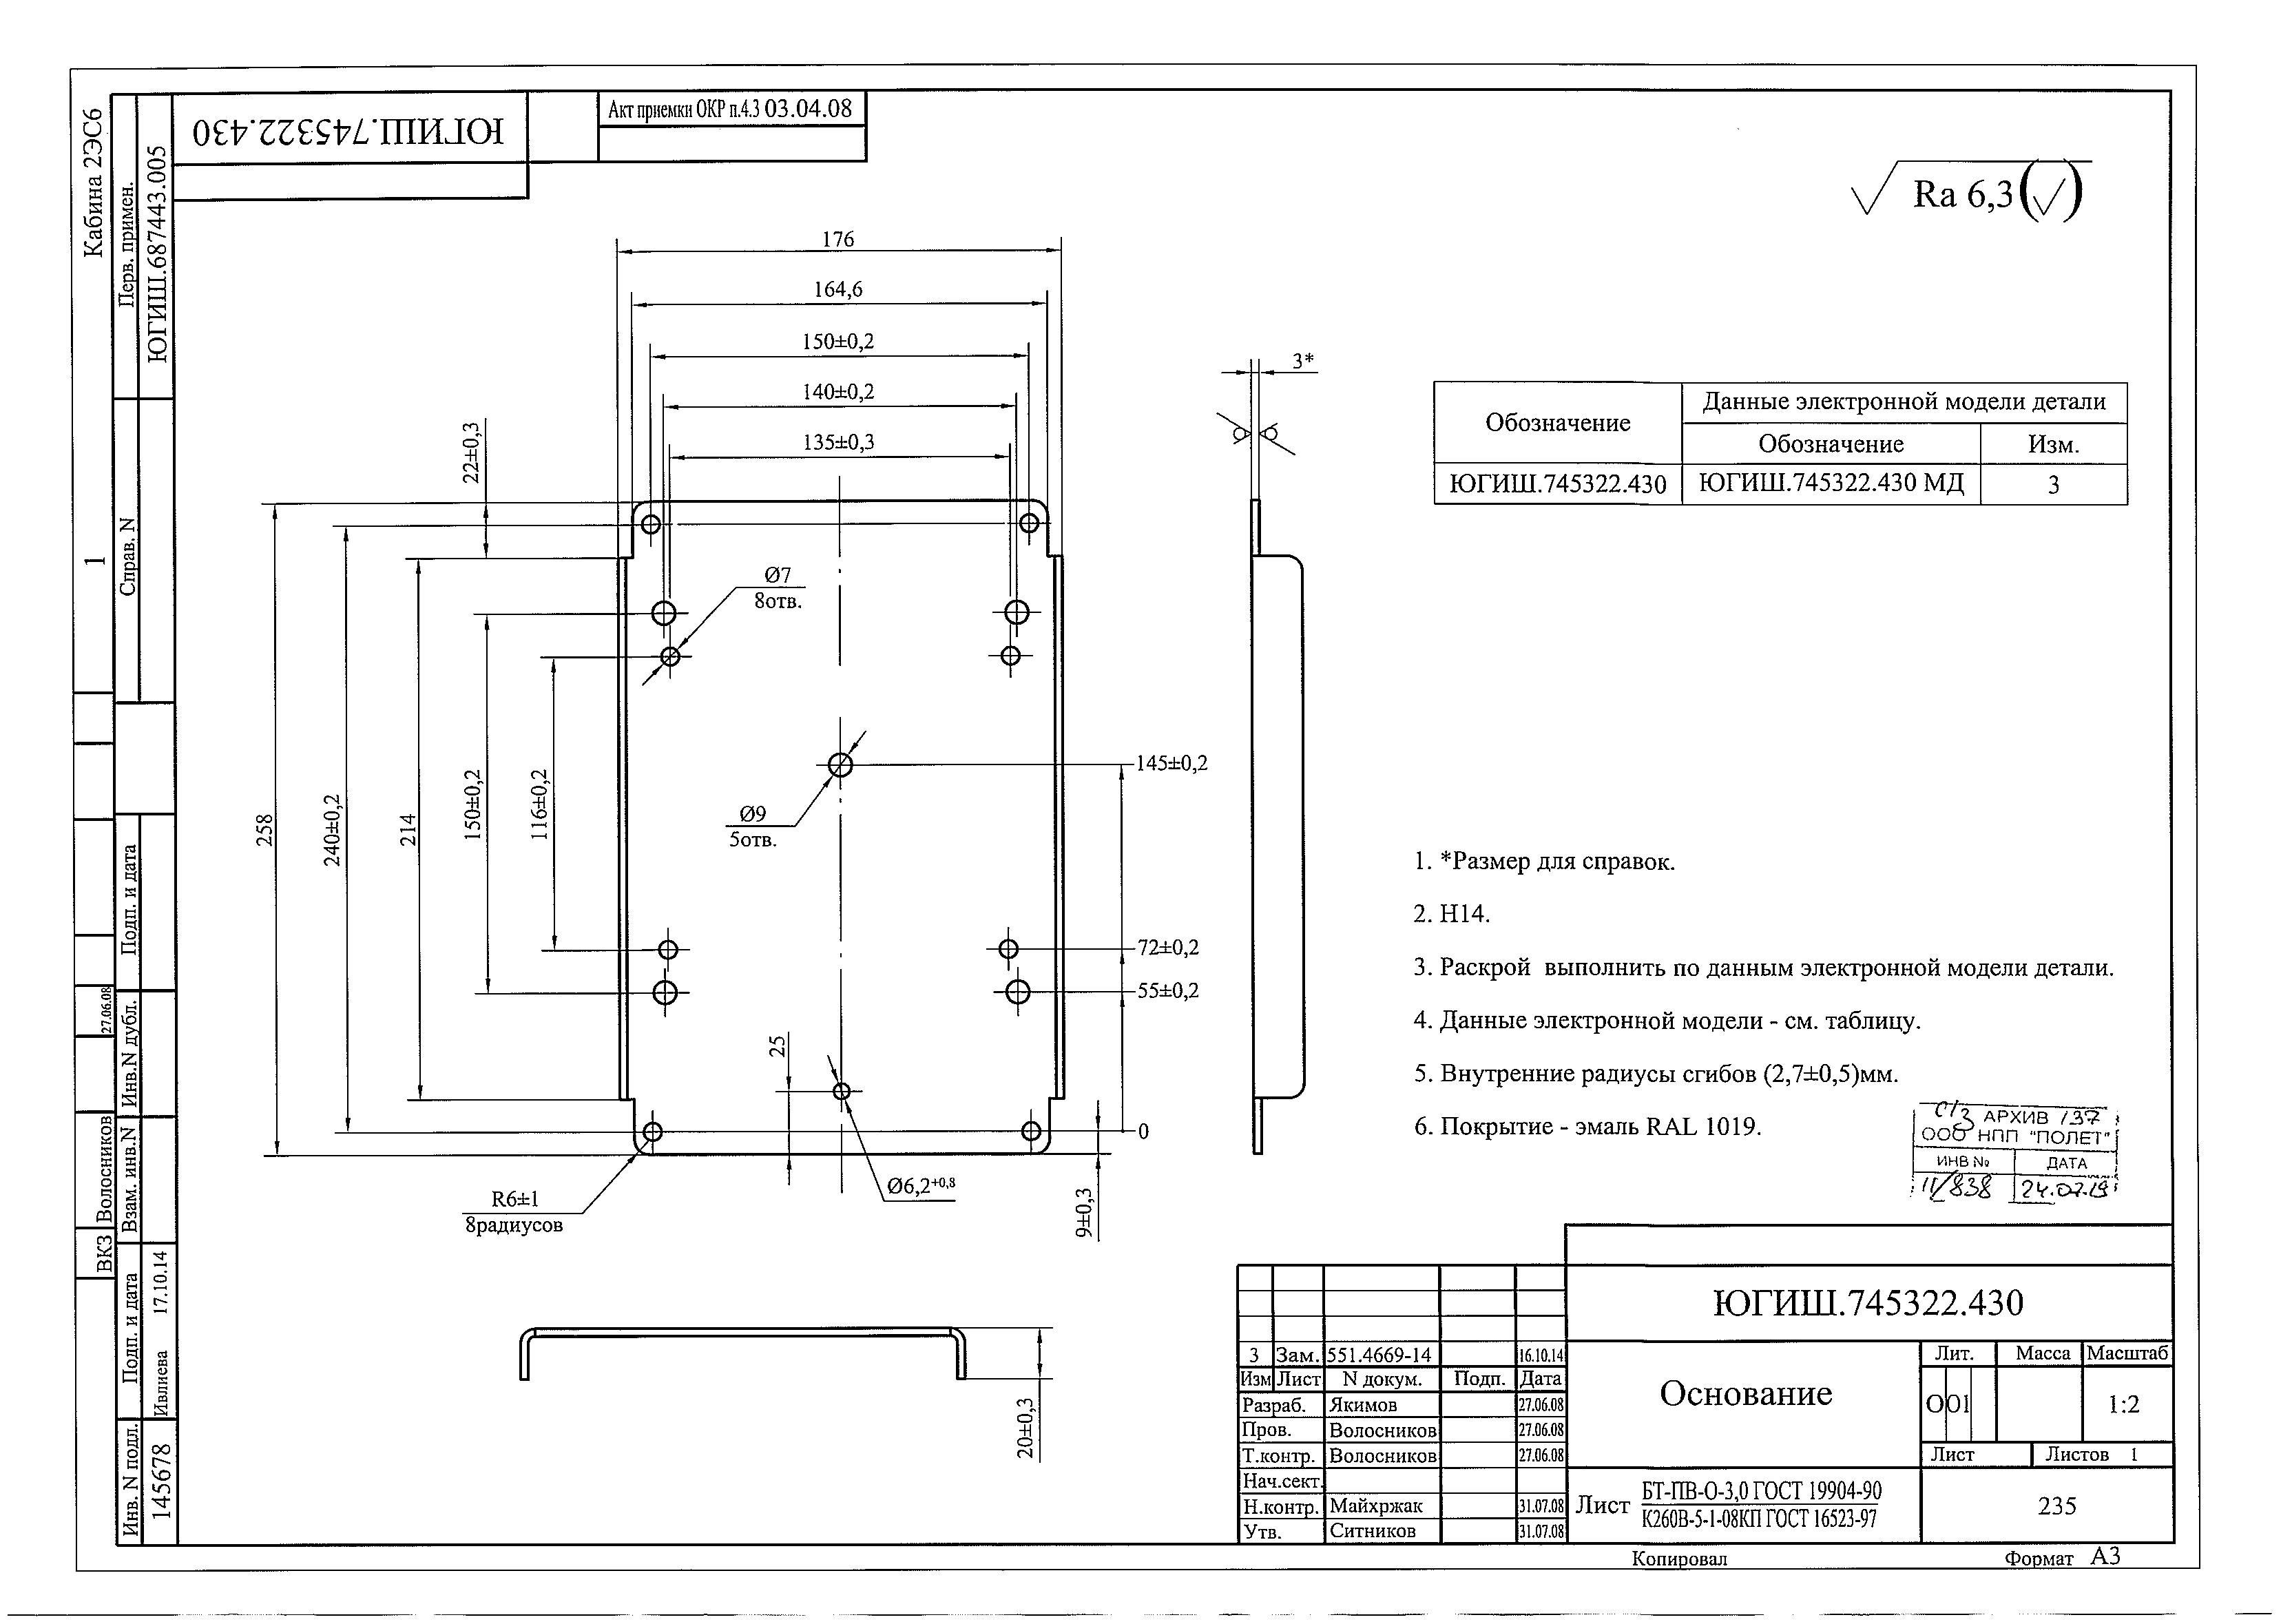 Кабина 2ЭС6
1
27.06.08
Волосников
ВКЗ
Перв. примен.
ЮГИШ.687443.005
Справ. N
Подп. и дата
Инв.N дубл.
Взам. инв.N
Подп. и дата
Ивлиева 17.10.14
Инв. N подл.
145678
ЮГИШ.745322.430
Акт приемки ОКР п.4.3 03.04.08
Ra 6,3
176
164,6
150±0,2
140±0,2
135±0,3
22±0,3
3*
Ø7
8отв.
258
240±0,2
214
150±0,2
116±0,2
145±0,2
Ø9
5отв.
72±0,2
55±0,2
25
0
R6±1
8радиусов
Ø6,2+0,8
9±0,3
20±0,3
Обозначение
Данные электронной модели детали
Обозначение Изм.
ЮГИШ.745322.430 ЮГИШ.745322.430 МД 3
1. *Размер для справок.
2. H14.
3. Раскрой выполнить по данным электронной модели детали.
4. Данные электронной модели - см. таблицу.
5. Внутренние радиусы сгибов (2,7±0,5)мм.
6. Покрытие - эмаль RAL 1019.
АРХИВ 137
ООО НПП "ПОЛЕТ"
ИНВ № ДАТА
11/838
ЮГИШ.745322.430
3 Зам. 551.4669-14 16.10.14
Изм Лист N докум. Подп. Дата
Разраб. Якимов 27.06.08
Пров. Волосников 27.06.08
Т.контр. Волосников 27.06.08
Нач.сект.
Н.контр. Майхржак 31.07.08
Утв. Ситников 31.07.08
Основание
Лит. Масса Масштаб
О О1 1:2
Лист Листов 1
Лист БТ-ПВ-О-3,0 ГОСТ 19904-90
К260В-5-1-08КП ГОСТ 16523-97
235
Копировал Формат А3